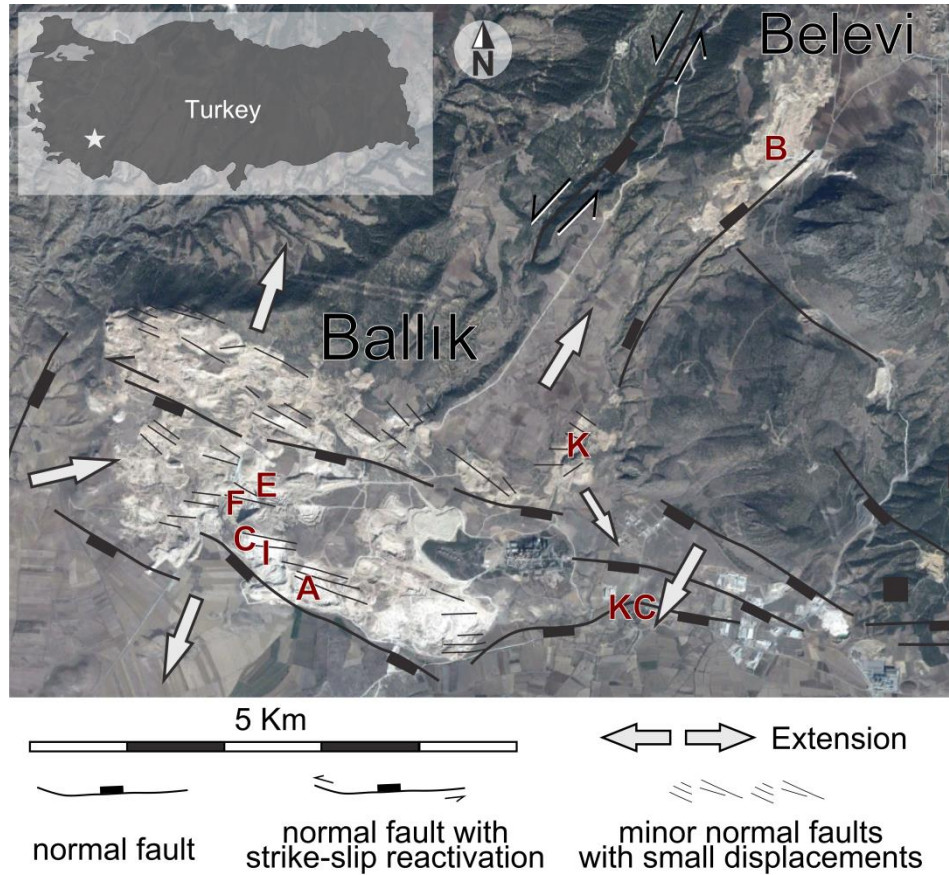 Turkey
N
Belevi
B
Ballık
K
E
F
C
I
A
KC
5 Km
Extension
normal fault
normal fault with
strike-slip reactivation
minor normal faults
with small displacements